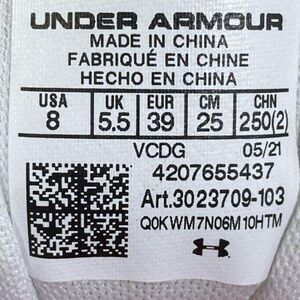 UNDER ARMOUR
MADE IN CHINA
FABRIQUÉ EN CHINE
HECHO EN CHINA
USA UK EUR CM CHN
8 5.5 39 25 250(2)
VCDG 05/21
4207655437
Art.3023709-103
Q0KWM7N06M10HTM